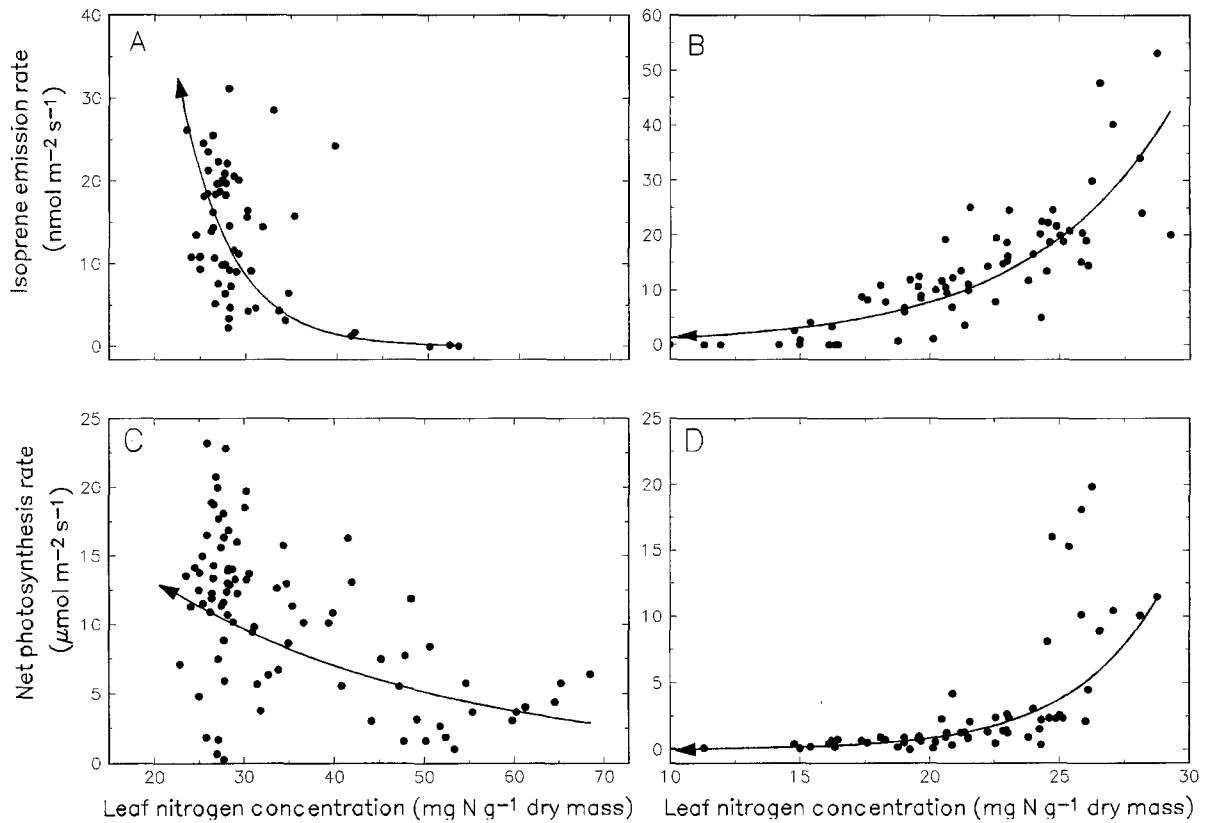 A
B
C
D
Isoprene emission rate
(nmol m⁻² s⁻¹)
40
30
20
10
0
60
50
40
30
20
10
0
Net photosynthesis rate
(μmol m⁻² s⁻¹)
25
20
15
10
5
0
25
20
15
10
5
0
20 30 40 50 60 70
10 15 20 25 30
Leaf nitrogen concentration (mg N g⁻¹ dry mass)
Leaf nitrogen concentration (mg N g⁻¹ dry mass)